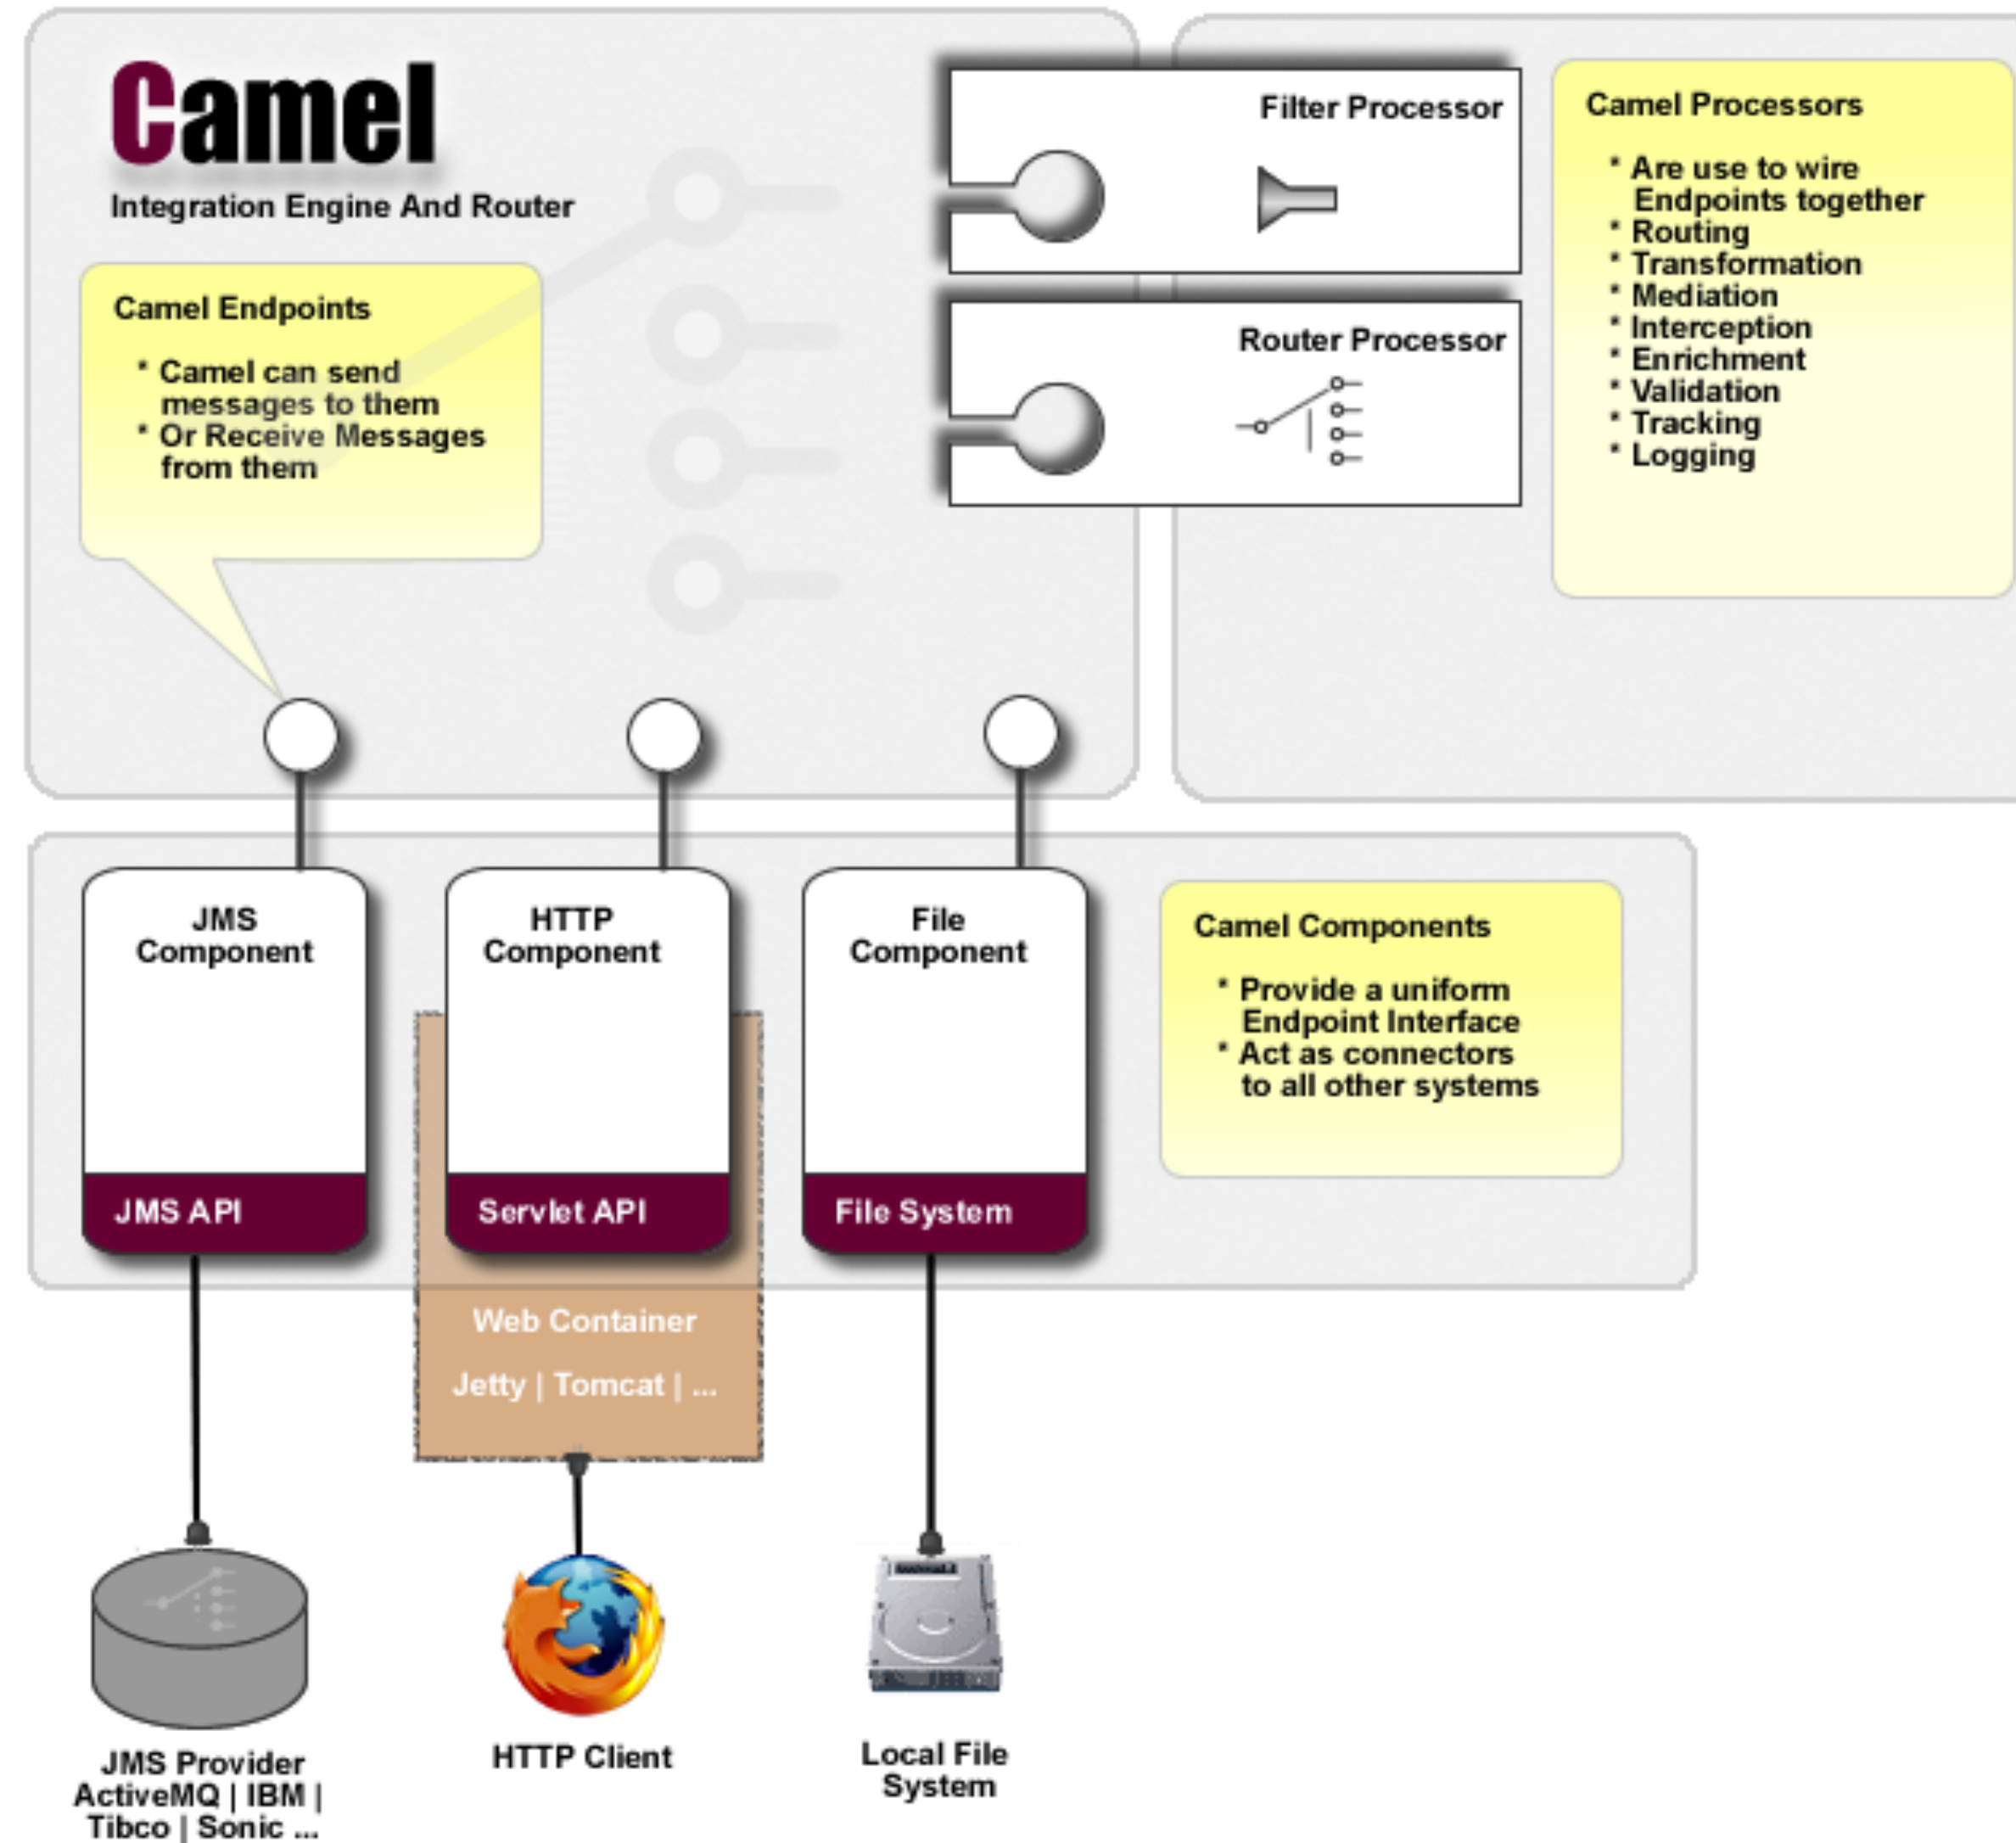 Camel
Integration Engine And Router
Camel Endpoints
* Camel can send
messages to them
* Or Receive Messages
from them
Filter Processor
Router Processor
Camel Processors
* Are use to wire
Endpoints together
* Routing
* Transformation
* Mediation
* Interception
* Enrichment
* Validation
* Tracking
* Logging
JMS
Component
JMS API
HTTP
Component
Servlet API
File
Component
File System
Camel Components
* Provide a uniform
Endpoint Interface
* Act as connectors
to all other systems
Web Container
Jetty | Tomcat | ...
JMS Provider
ActiveMQ | IBM |
Tibco | Sonic ...
HTTP Client
Local File
System